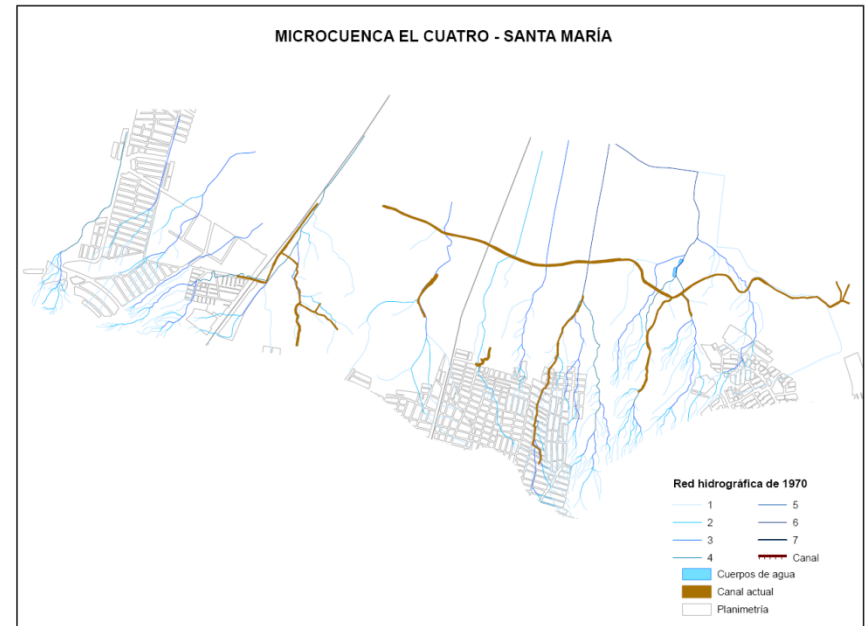 MICROCUENCA EL CUATRO - SANTA MARÍA
Red hidrográfica de 1970
1
2
3
4
5
6
7
Canal
Cuerpos de agua
Canal actual
Planimetría